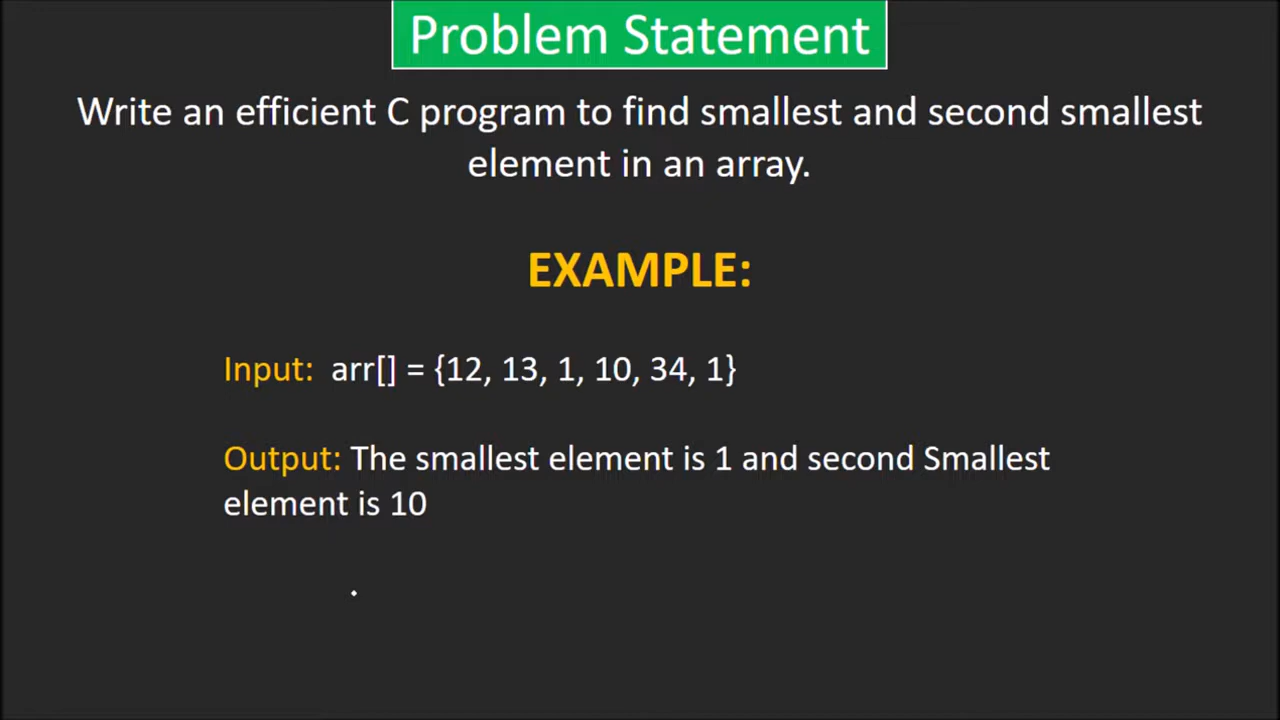 Problem Statement
Write an efficient C program to find smallest and second smallest
element in an array.
EXAMPLE:
Input: arr[] = {12, 13, 1, 10, 34, 1}
Output: The smallest element is 1 and second Smallest
element is 10